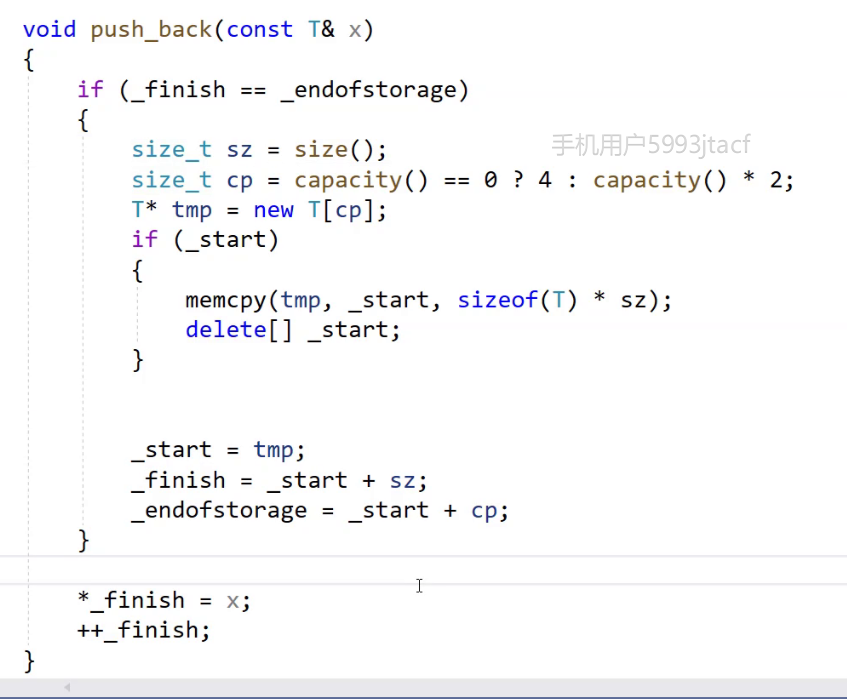 void push_back(const T& x)
{
if (_finish == _endofstorage)
{
size_t sz = size();
手机用户5993jtacf
size_t cp = capacity() == 0 ? 4 : capacity() * 2;
T* tmp = new T[cp];
if (_start)
{
memcpy(tmp, _start, sizeof(T) * sz);
delete[] _start;
}
_start = tmp;
_finish = _start + sz;
_endofstorage = _start + cp;
}
*_finish = x;
++_finish;
}